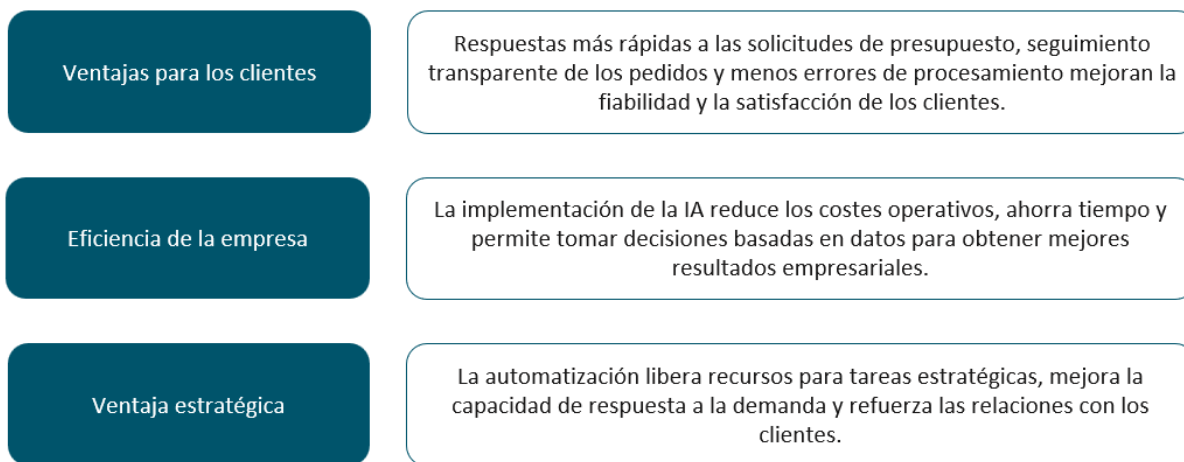 Ventajas para los clientes
Respuestas más rápidas a las solicitudes de presupuesto, seguimiento
transparente de los pedidos y menos errores de procesamiento mejoran la
fiabilidad y la satisfacción de los clientes.
Eficiencia de la empresa
La implementación de la IA reduce los costes operativos, ahorra tiempo y
permite tomar decisiones basadas en datos para obtener mejores
resultados empresariales.
Ventaja estratégica
La automatización libera recursos para tareas estratégicas, mejora la
capacidad de respuesta a la demanda y refuerza las relaciones con los
clientes.